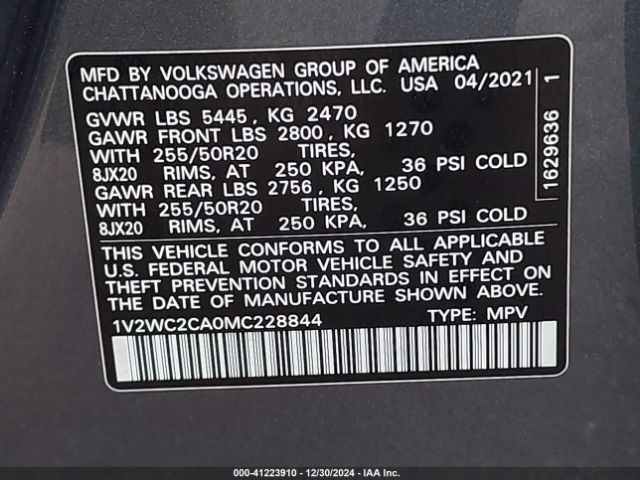 MFD BY VOLKSWAGEN GROUP OF AMERICA
CHATTANOOGA OPERATIONS, LLC. USA 04/2021
GVWR LBS 5445, KG 2470
GAWR FRONT LBS 2800, KG 1270
WITH 255/50R20 TIRES,
8JX20 RIMS, AT 250 KPA, 36 PSI COLD
GAWR REAR LBS 2756, KG 1250
WITH 255/50R20 TIRES,
8JX20 RIMS, AT 250 KPA, 36 PSI COLD
THIS VEHICLE CONFORMS TO ALL APPLICABLE
U.S. FEDERAL MOTOR VEHICLE SAFETY AND
THEFT PREVENTION STANDARDS IN EFFECT ON
THE DATE OF MANUFACTURE SHOWN ABOVE.
1V2WC2CA0MC228844 TYPE: MPV
1629636 1
000-41223910 - 12/30/2024 - IAAI.COM